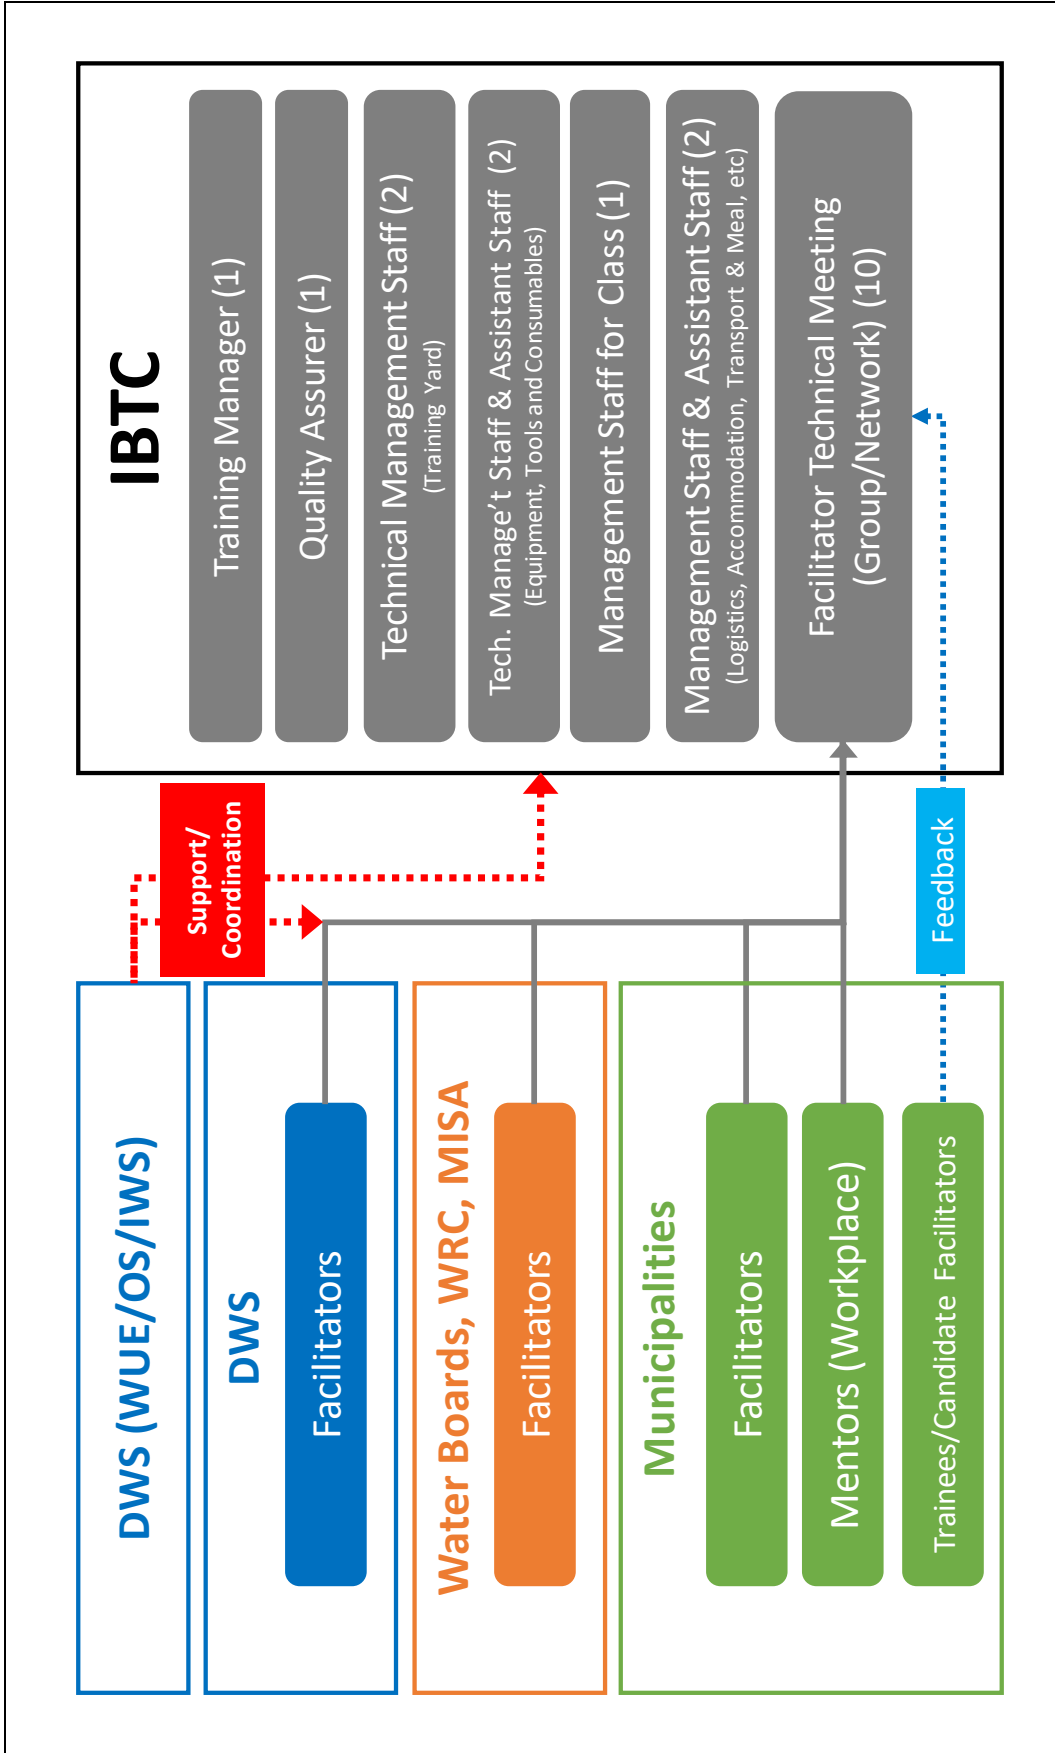 DWS (WUE/OS/IWS)
DWS
Facilitators
Water Boards, WRC, MISA
Facilitators
Municipalities
Facilitators
Mentors (Workplace)
Trainees/Candidate Facilitators
Support/
Coordination
Feedback
IBTC
Training Manager (1)
Quality Assurer (1)
Technical Management Staff (2)
(Training Yard)
Tech. Manage’t Staff & Assistant Staff (2)
(Equipment, Tools and Consumables)
Management Staff for Class (1)
Management Staff & Assistant Staff (2)
(Logistics, Accommodation, Transport & Meal, etc)
Facilitator Technical Meeting
(Group/Network) (10)